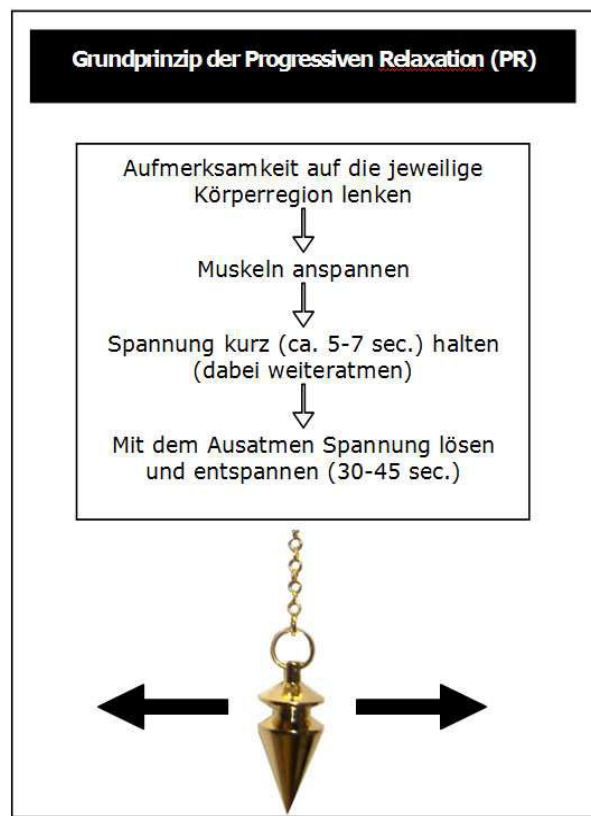 Grundprinzip der Progressiven Relaxation (PR)
Aufmerksamkeit auf die jeweilige
Körperregion lenken
Muskeln anspannen
Spannung kurz (ca. 5-7 sec.) halten
(dabei weiteratmen)
Mit dem Ausatmen Spannung lösen
und entspannen (30-45 sec.)